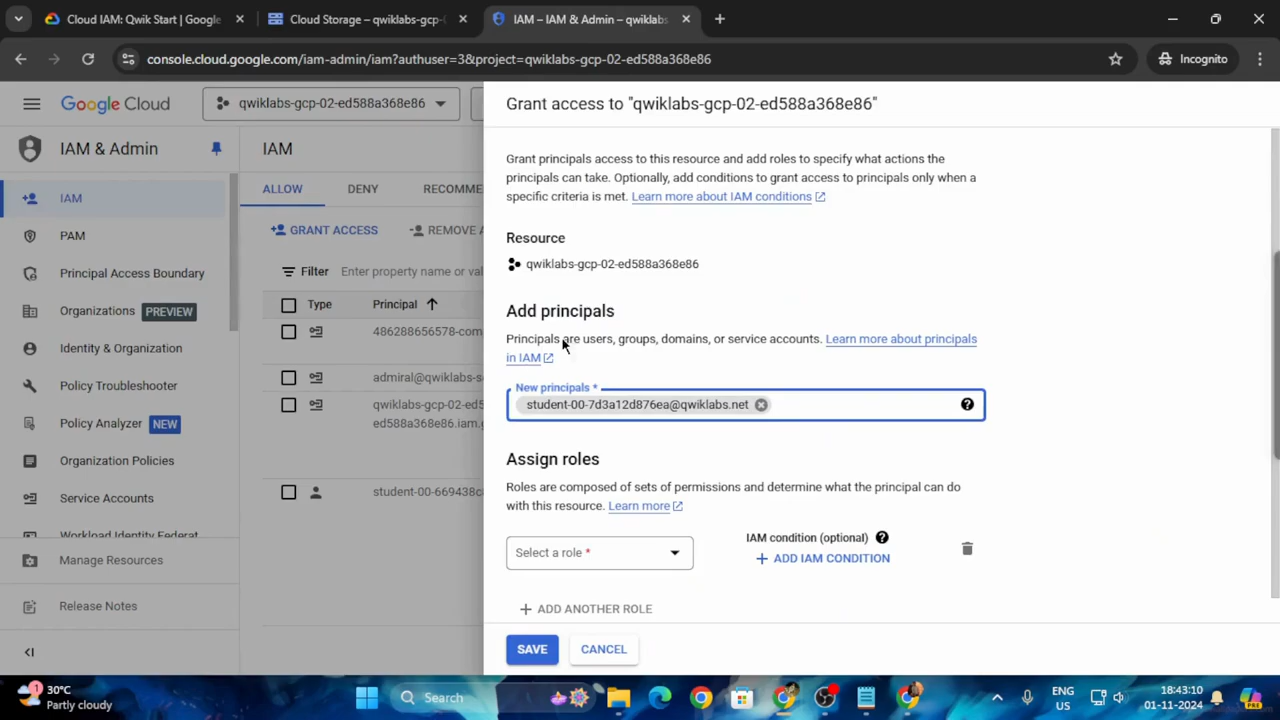 Cloud IAM: Qwik Start | Google
Cloud Storage – qwiklabs-gcp-
IAM – IAM & Admin – qwiklabs
console.cloud.google.com/iam-admin/iam?authuser=3&project=qwiklabs-gcp-02-ed588a368e86
Incognito
Google Cloud
qwiklabs-gcp-02-ed588a368e86
IAM & Admin
IAM
PAM
Principal Access Boundary
Organizations PREVIEW
Identity & Organization
Policy Troubleshooter
Policy Analyzer NEW
Organization Policies
Service Accounts
Workload Identity Federat
Manage Resources
Release Notes
IAM
ALLOW DENY RECOMME
GRANT ACCESS REMOVE A
Filter Enter property name or val
Type Principal
486288656578-com
admiral@qwiklabs-s
qwiklabs-gcp-02-ed5
ed588a368e86.iam.g
student-00-669438c
Grant access to "qwiklabs-gcp-02-ed588a368e86"
Grant principals access to this resource and add roles to specify what actions the
principals can take. Optionally, add conditions to grant access to principals only when a
specific criteria is met. Learn more about IAM conditions
Resource
qwiklabs-gcp-02-ed588a368e86
Add principals
Principals are users, groups, domains, or service accounts. Learn more about principals
in IAM
New principals *
student-00-7d3a12d876ea@qwiklabs.net
Assign roles
Roles are composed of sets of permissions and determine what the principal can do
with this resource. Learn more
Select a role *
IAM condition (optional)
ADD IAM CONDITION
ADD ANOTHER ROLE
SAVE CANCEL
1
30°C
Partly cloudy
Search
ENG
US
18:43:10
01-11-2024
PRE